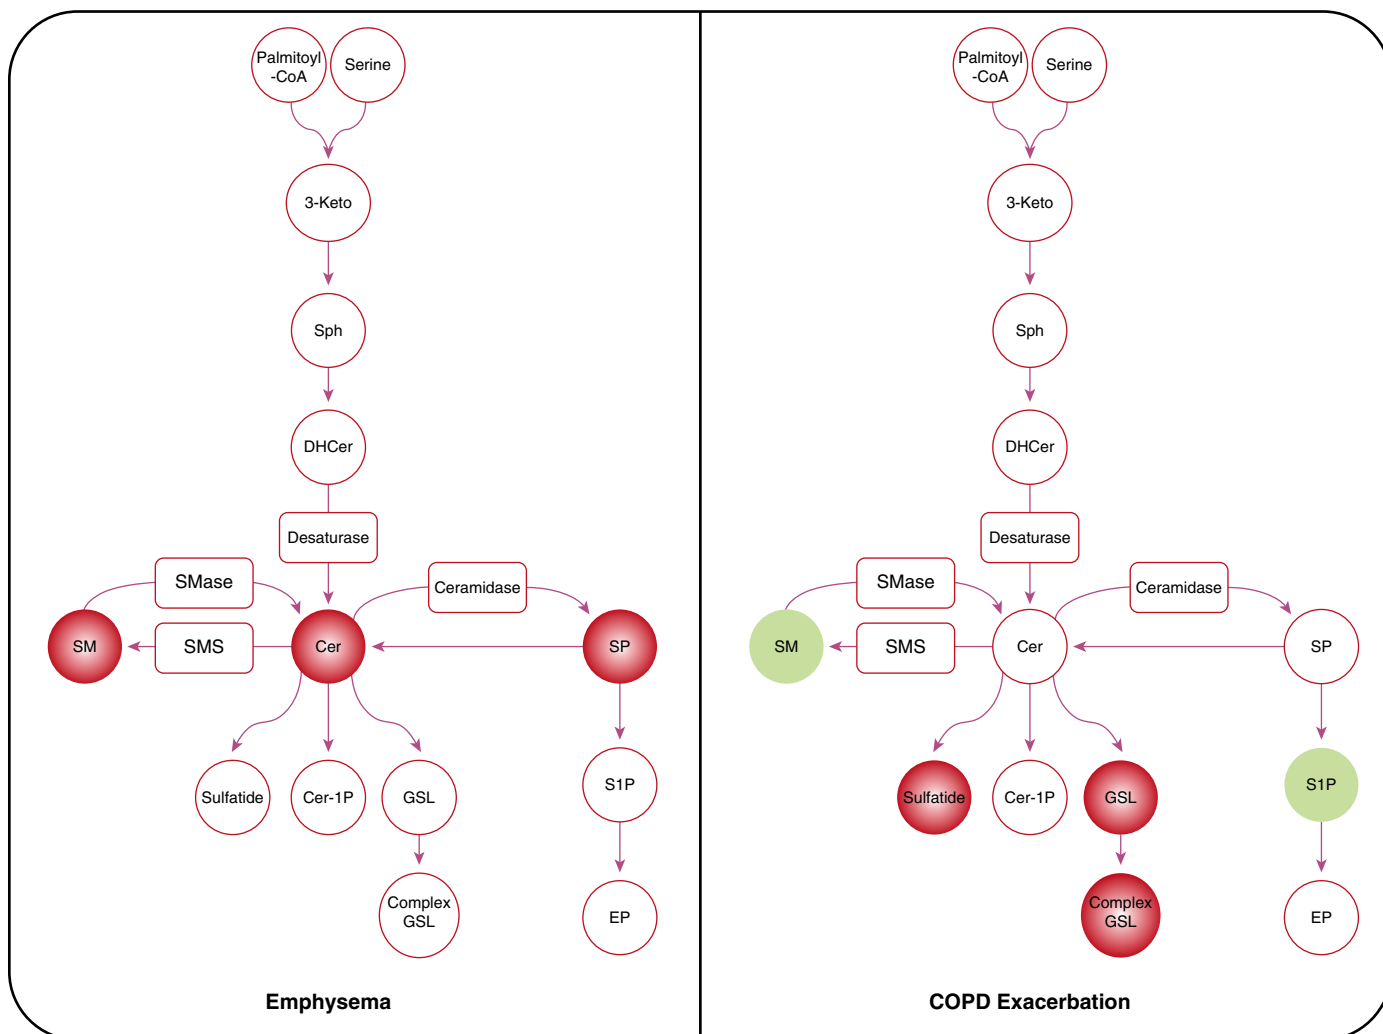 Palmitoyl
-CoA
Serine
3-Keto
Sph
DHCer
Desaturase
SMase
Ceramidase
SM
SMS
Cer
SP
Sulfatide
Cer-1P
GSL
S1P
Complex
GSL
EP
Emphysema
Palmitoyl
-CoA
Serine
3-Keto
Sph
DHCer
Desaturase
SMase
Ceramidase
SM
SMS
Cer
SP
Sulfatide
Cer-1P
GSL
S1P
Complex
GSL
EP
COPD Exacerbation